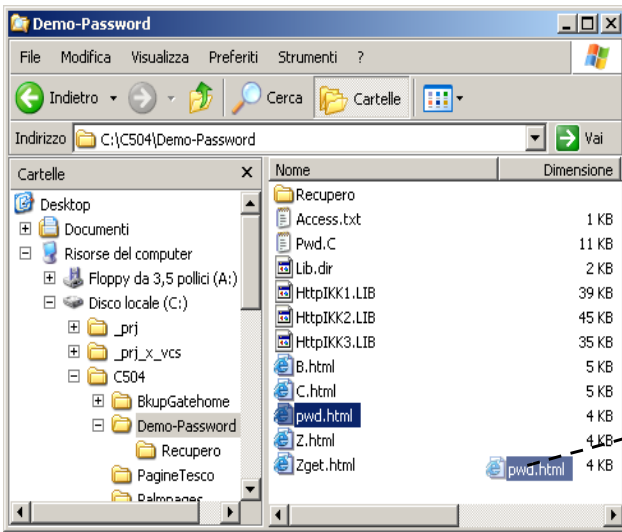 Demo-Password
File Modifica Visualizza Preferiti Strumenti ?
Indietro Cerca Cartelle
Indirizzo C:\C504\Demo-Password Vai
Cartelle x
Desktop
Documenti
Risorse del computer
Floppy da 3,5 pollici (A:)
Disco locale (C:)
_prj
_prj_x_vcs
C504
BkupGatehome
Demo-Password
Recupero
PagineTesco
Palmpages
Nome Dimensione
Recupero
Access.txt 1 KB
Pwd.C 11 KB
Lib.dir 2 KB
HttpIKK1.LIB 39 KB
HttpIKK2.LIB 45 KB
HttpIKK3.LIB 35 KB
B.html 5 KB
C.html 5 KB
pwd.html 4 KB
Z.html 4 KB
Zget.html 4 KB
pwd.html